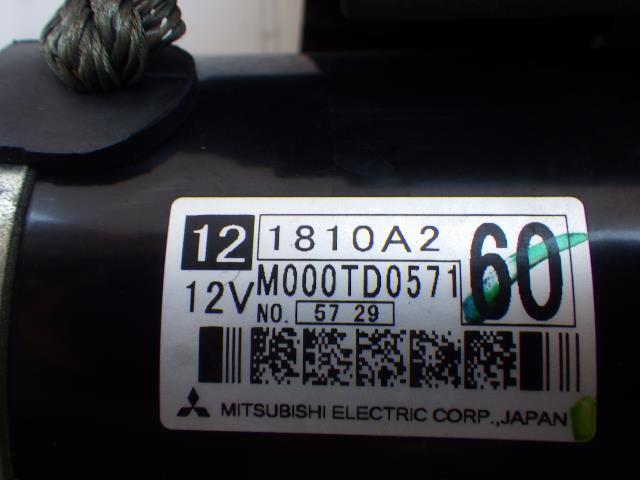 12 1810A2 60
12V M000TD0571
NO. 57 29
MITSUBISHI ELECTRIC CORP.,JAPAN